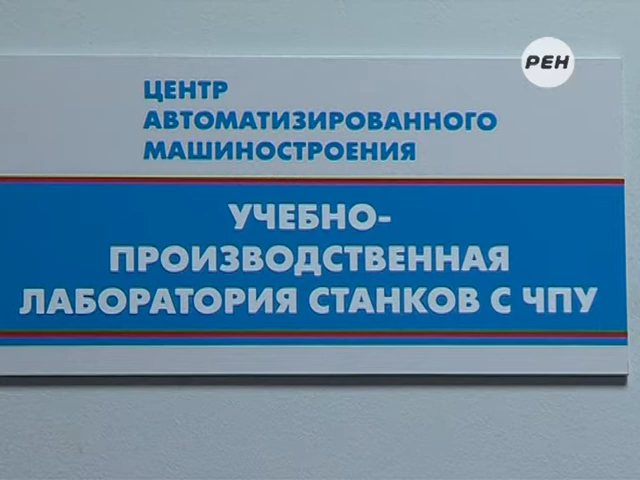 РЕН
ЦЕНТР
АВТОМАТИЗИРОВАННОГО
МАШИНОСТРОЕНИЯ
УЧЕБНО-
ПРОИЗВОДСТВЕННАЯ
ЛАБОРАТОРИЯ СТАНКОВ С ЧПУ